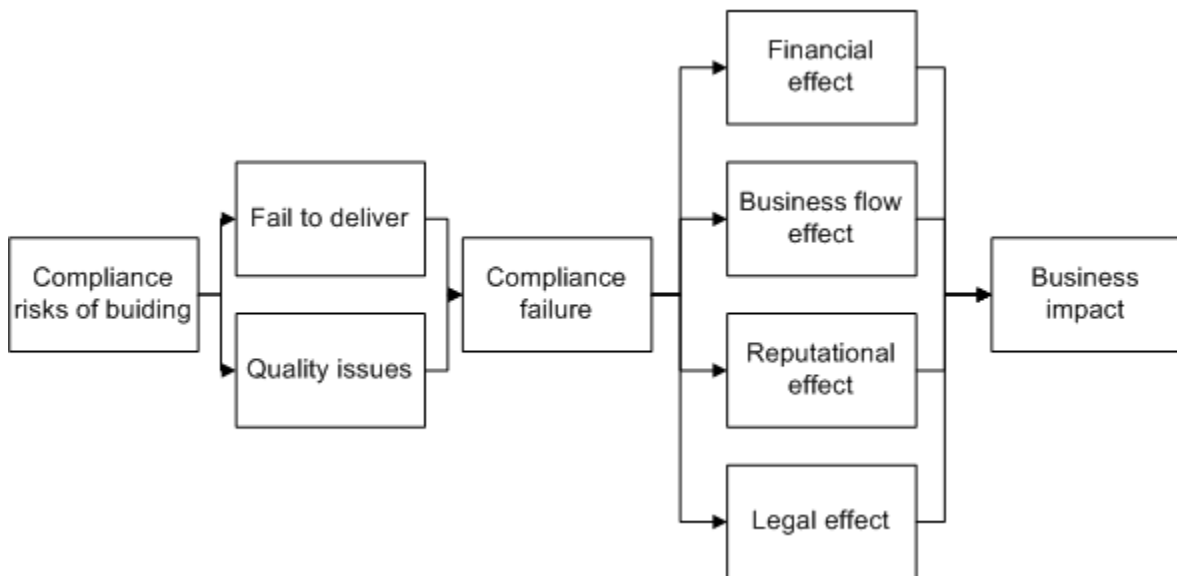 Compliance
risks of buiding
Fail to deliver
Quality issues
Compliance
failure
Financial
effect
Business flow
effect
Reputational
effect
Legal effect
Business
impact